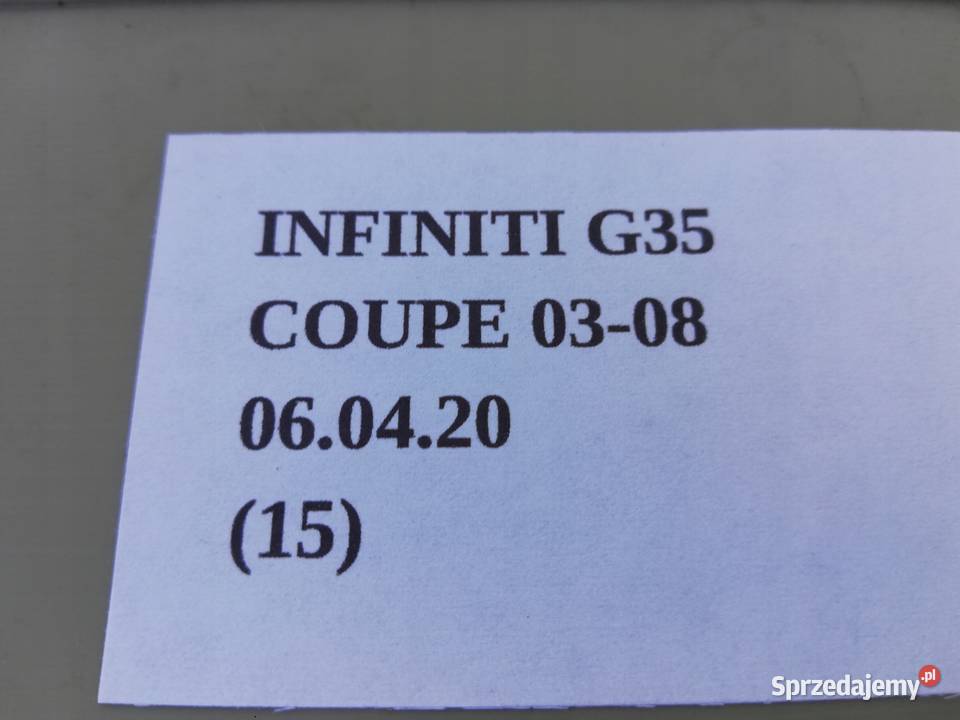 INFINITI G35
COUPE 03-08
06.04.20
(15)
Sprzedajemy.pl